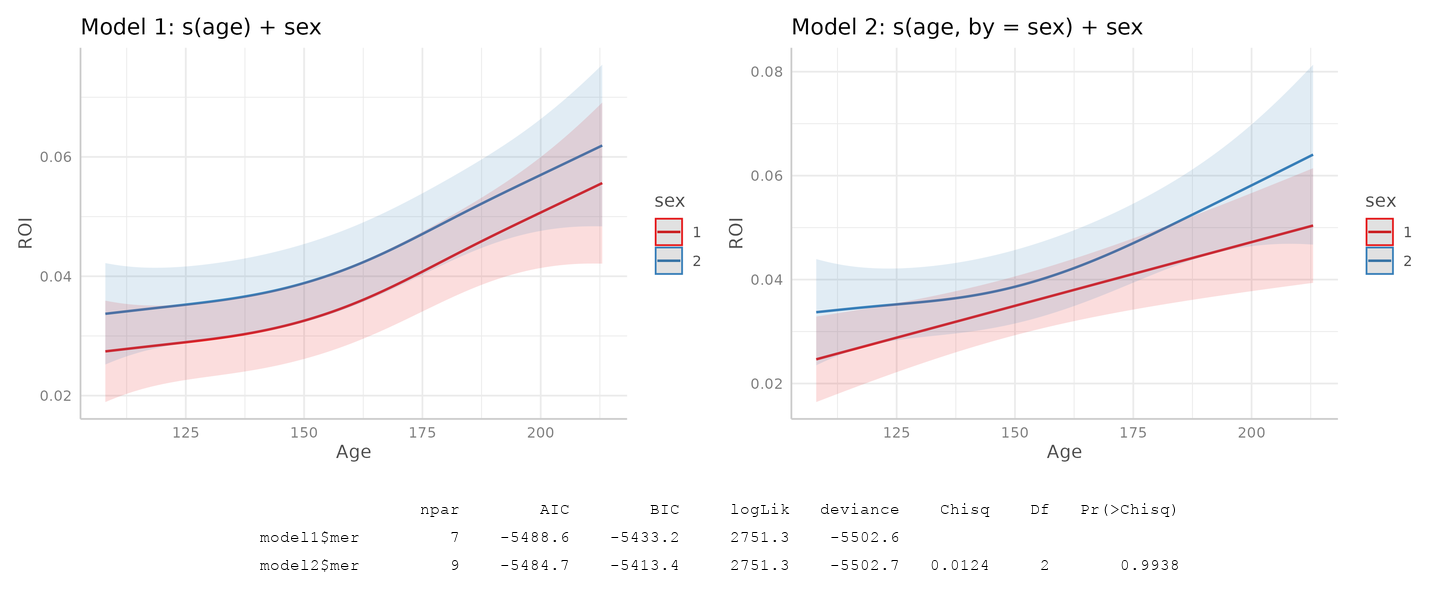 Model 1: s(age) + sex
Model 2: s(age, by = sex) + sex
ROI
0.06
0.04
0.02
125 150 175 200
Age
sex
1
2
ROI
0.08
0.06
0.04
0.02
125 150 175 200
Age
sex
1
2
npar AIC BIC logLik deviance Chisq Df Pr(>Chisq)
model1$mer 7 -5488.6 -5433.2 2751.3 -5502.6
model2$mer 9 -5484.7 -5413.4 2751.3 -5502.7 0.0124 2 0.9938